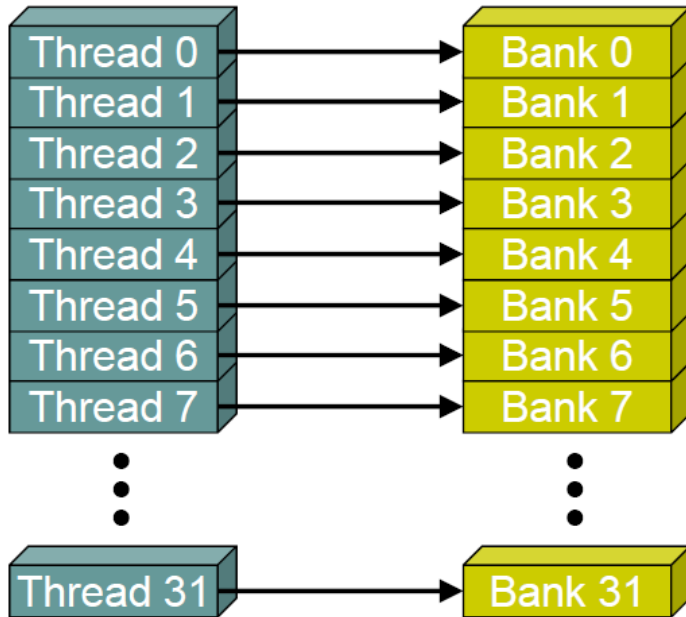 Thread 0 Bank 0
Thread 1 Bank 1
Thread 2 Bank 2
Thread 3 Bank 3
Thread 4 Bank 4
Thread 5 Bank 5
Thread 6 Bank 6
Thread 7 Bank 7
Thread 31 Bank 31